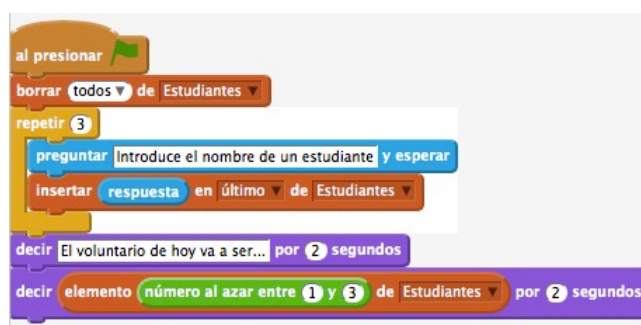 al presionar
borrar todos de Estudiantes
repetir 3
preguntar Introduce el nombre de un estudiante y esperar
insertar respuesta en último de Estudiantes
decir El voluntario de hoy va a ser... por 2 segundos
decir elemento número al azar entre 1 y 3 de Estudiantes por 2 segundos